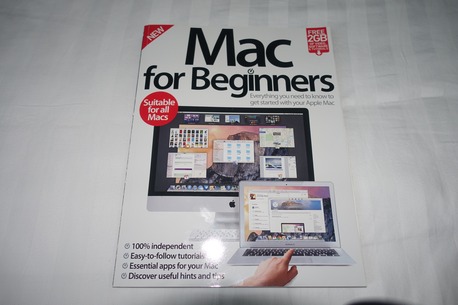 NEW
FREE
2GB
Mac
for Beginners
Everything you need to know to
get started with your Apple Mac
Suitable
for all
Macs
100% independent
Easy-to-follow tutorials
Essential apps for your Mac
Discover useful hints and tips